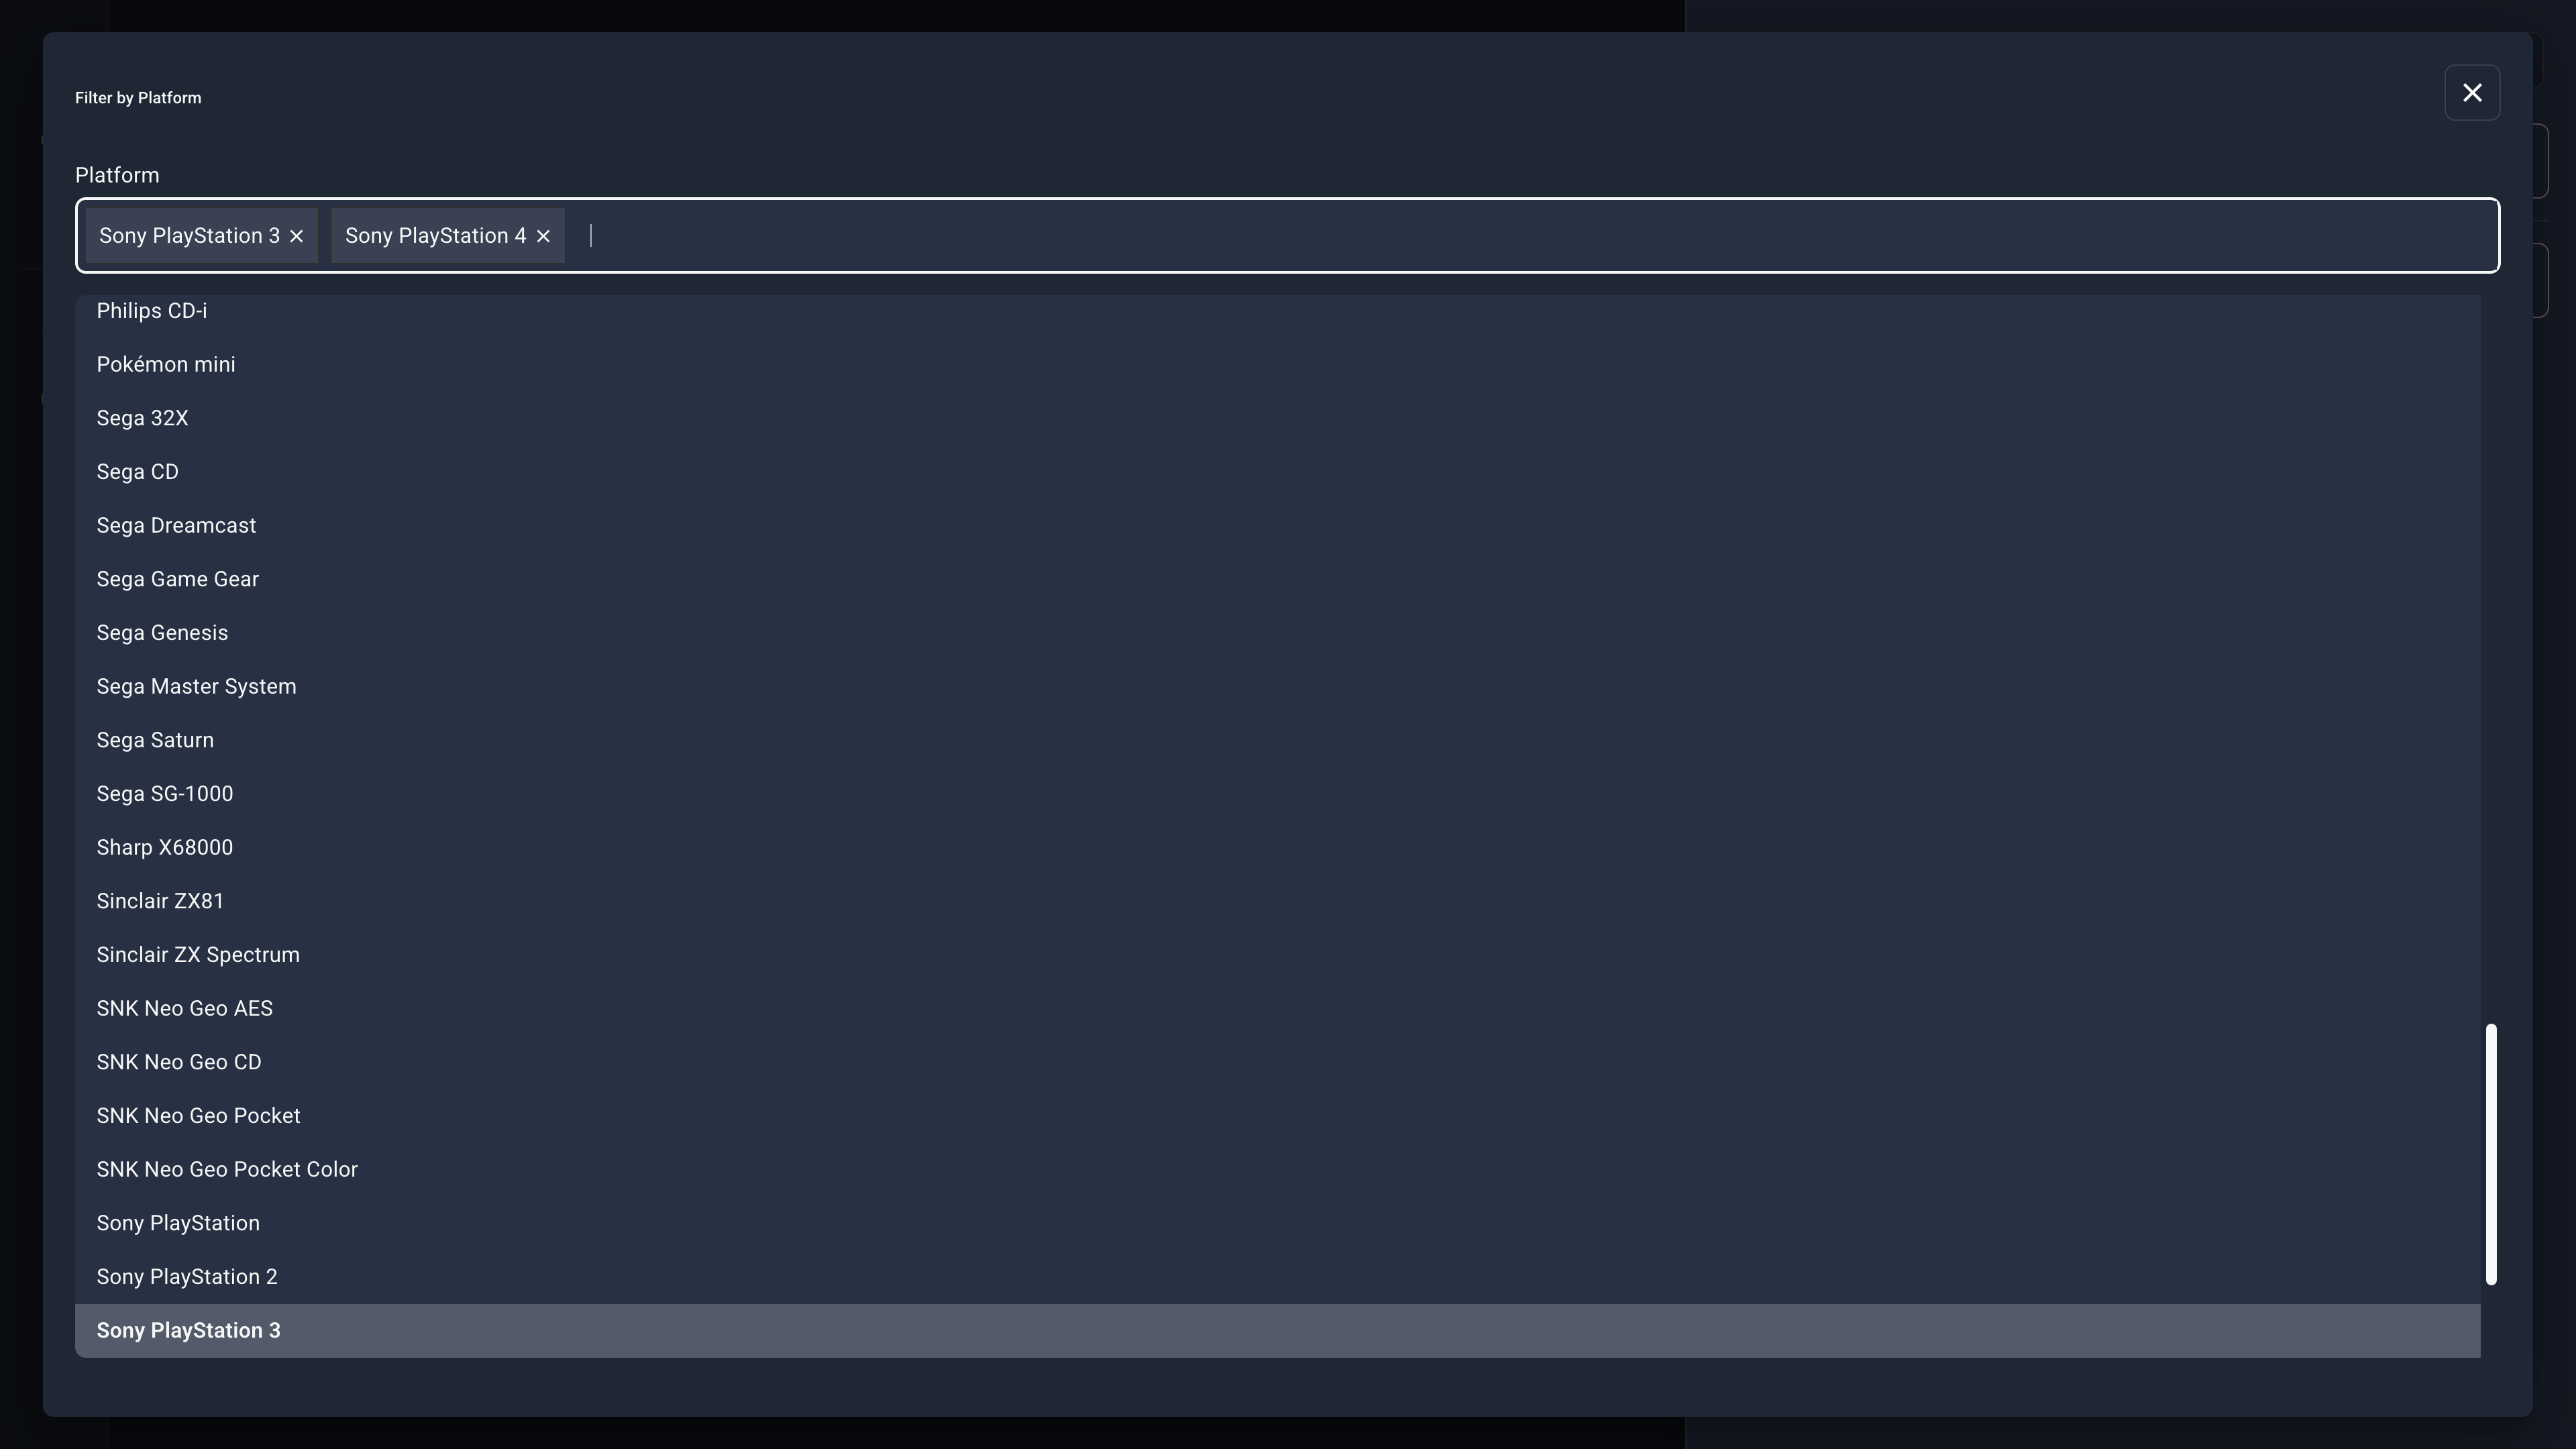 Filter by Platform
Platform
Sony PlayStation 3
Sony PlayStation 4
Philips CD-i
Pokémon mini
Sega 32X
Sega CD
Sega Dreamcast
Sega Game Gear
Sega Genesis
Sega Master System
Sega Saturn
Sega SG-1000
Sharp X68000
Sinclair ZX81
Sinclair ZX Spectrum
SNK Neo Geo AES
SNK Neo Geo CD
SNK Neo Geo Pocket
SNK Neo Geo Pocket Color
Sony PlayStation
Sony PlayStation 2
Sony PlayStation 3